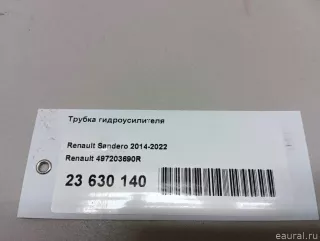 Трубка гидроусилителя
Renault Sandero 2014-2022
Renault 497203690R
23 630 140
eaural.ru